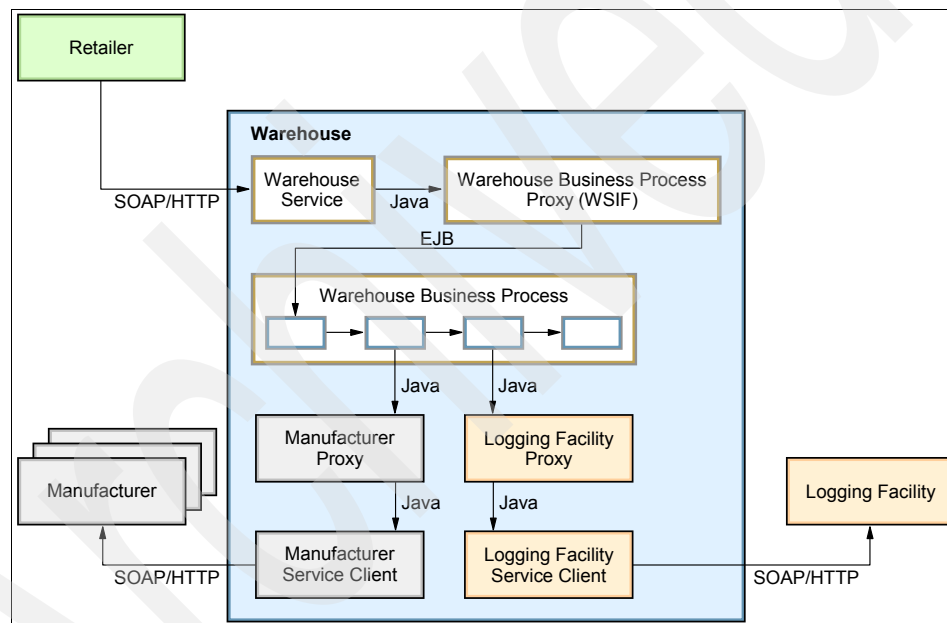 Retailer
Warehouse
SOAP/HTTP
Warehouse
Service
Java
Warehouse Business Process
Proxy (WSIF)
EJB
Warehouse Business Process
Java
Java
Manufacturer
Proxy
Logging Facility
Proxy
Manufacturer
Java
Java
Logging Facility
Manufacturer
Service Client
Logging Facility
Service Client
SOAP/HTTP
SOAP/HTTP